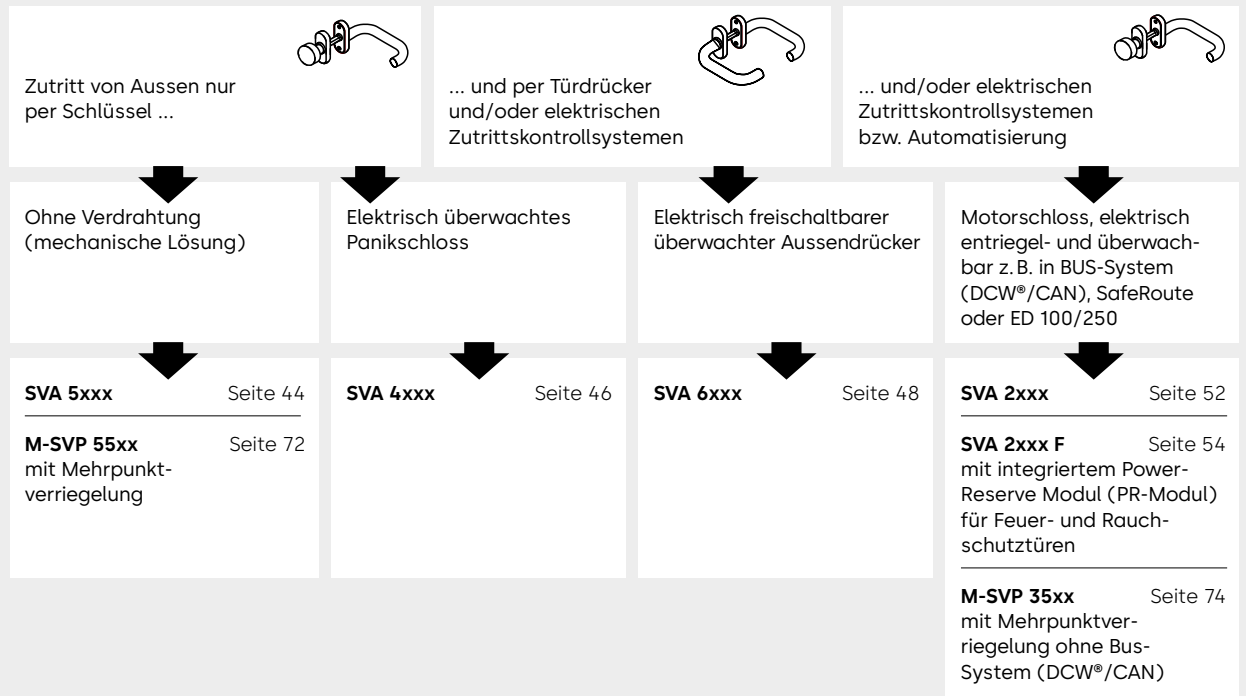 Zutritt von Aussen nur
per Schlüssel ...
... und per Türdrücker
und/oder elektrischen
Zutrittskontrollsystemen
... und/oder elektrischen
Zutrittskontrollsystemen
bzw. Automatisierung
Ohne Verdrahtung
(mechanische Lösung)
Elektrisch überwachtes
Panikschloss
Elektrisch freischaltbarer
überwachter Aussendrücker
Motorschloss, elektrisch
entriegel- und überwach-
bar z. B. in BUS-System
(DCW®/CAN), SafeRoute
oder ED 100/250
SVA 5xxx Seite 44
M-SVP 55xx Seite 72
mit Mehrpunkt-
verriegelung
SVA 4xxx Seite 46
SVA 6xxx Seite 48
SVA 2xxx Seite 52
SVA 2xxx F Seite 54
mit integriertem Power-
Reserve Modul (PR-Modul)
für Feuer- und Rauch-
schutztüren
M-SVP 35xx Seite 74
mit Mehrpunktver-
riegelung ohne Bus-
System (DCW®/CAN)